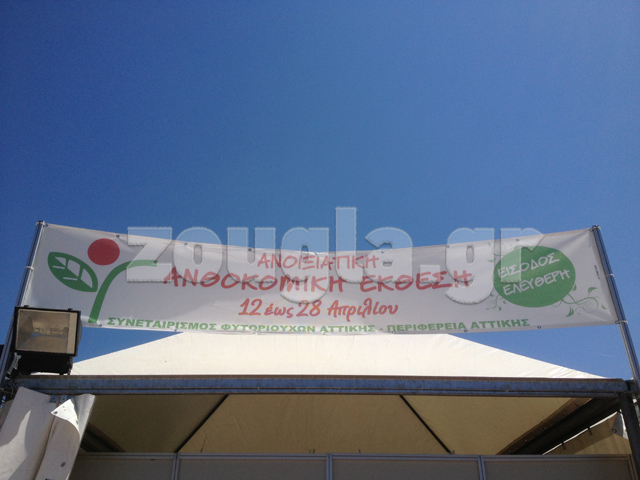 zougla.gr
ΑΝΟΙΞΙΑΤΙΚΗ
ΑΝΘΟΚΟΜΙΚΗ ΕΚΘΕΣΗ
12 έως 28 Απριλίου
ΣΥΝΕΤΑΙΡΙΣΜΟΣ ΦΥΤΩΡΙΟΥΧΩΝ ΑΤΤΙΚΗΣ - ΠΕΡΙΦΕΡΕΙΑ ΑΤΤΙΚΗΣ
ΕΙΣΟΔΟΣ
ΕΛΕΥΘΕΡΗ